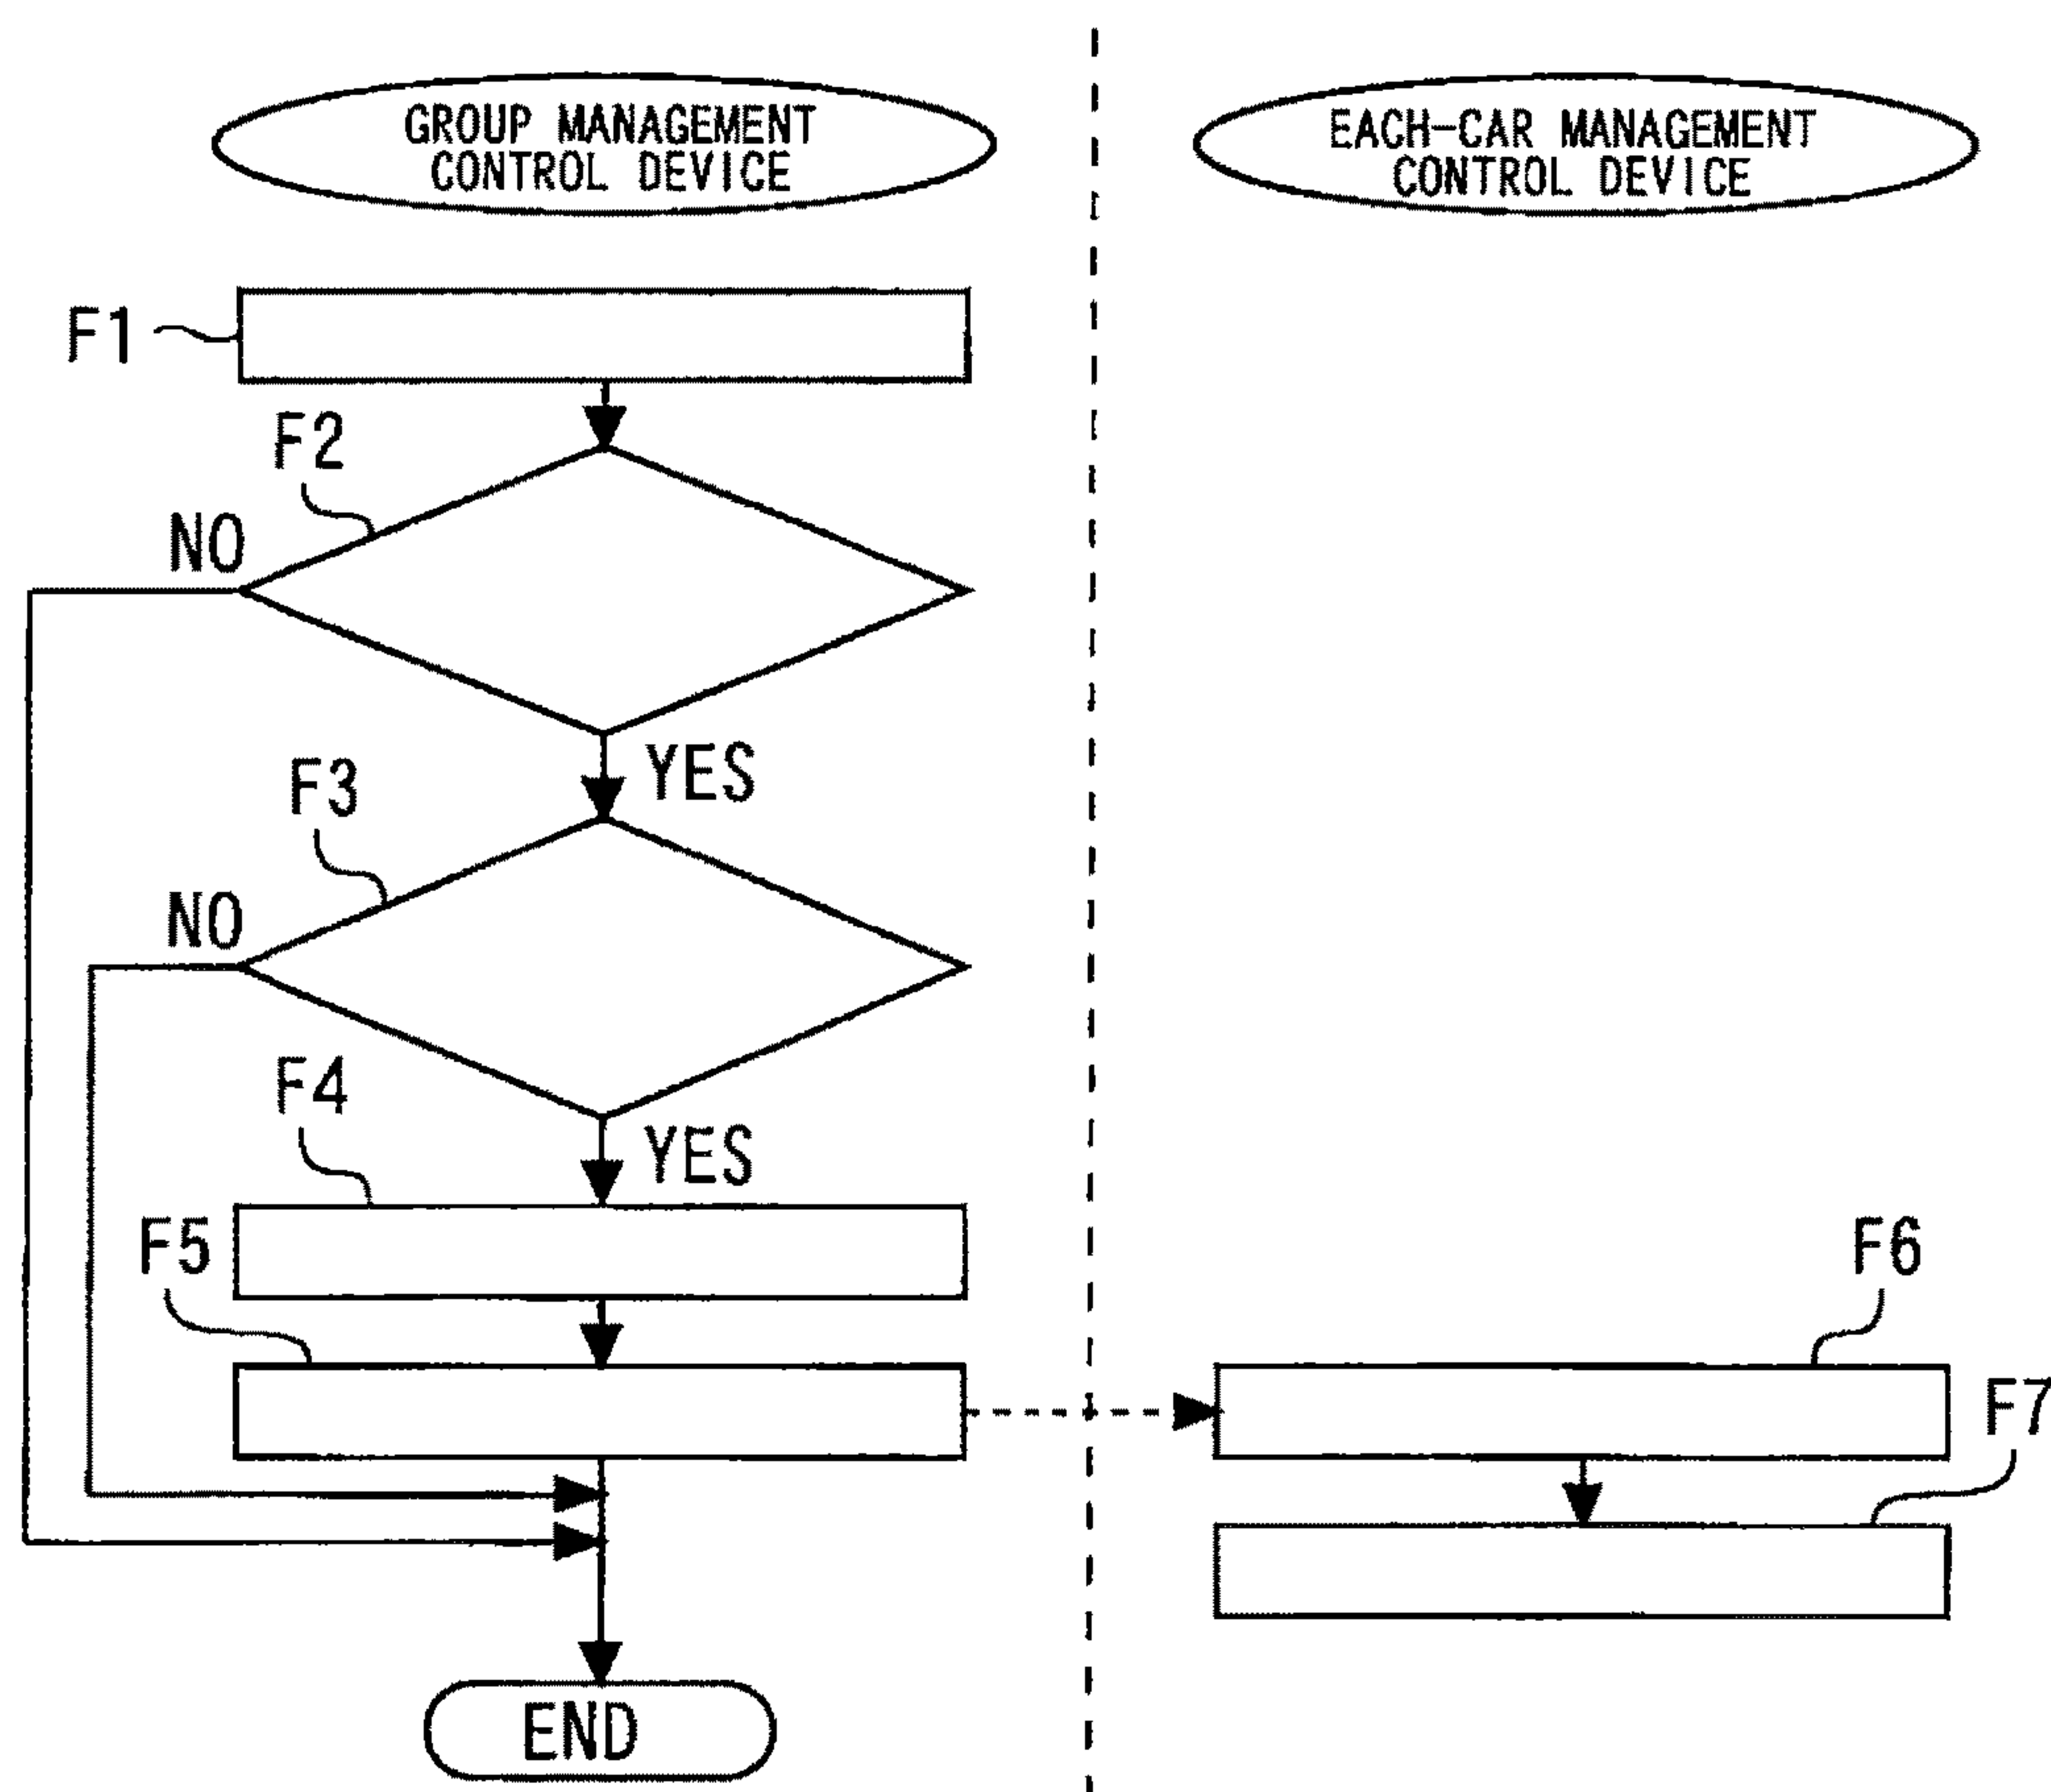 GROUP MANAGEMENT
CONTROL DEVICE
EACH-CAR MANAGEMENT
CONTROL DEVICE
F1
F2
NO
YES
F3
NO
F4
YES
F5
F6
F7
END